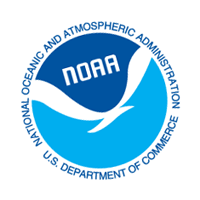 NATIONAL OCEANIC AND ATMOSPHERIC ADMINISTRATION
NOAA
U.S. DEPARTMENT OF COMMERCE